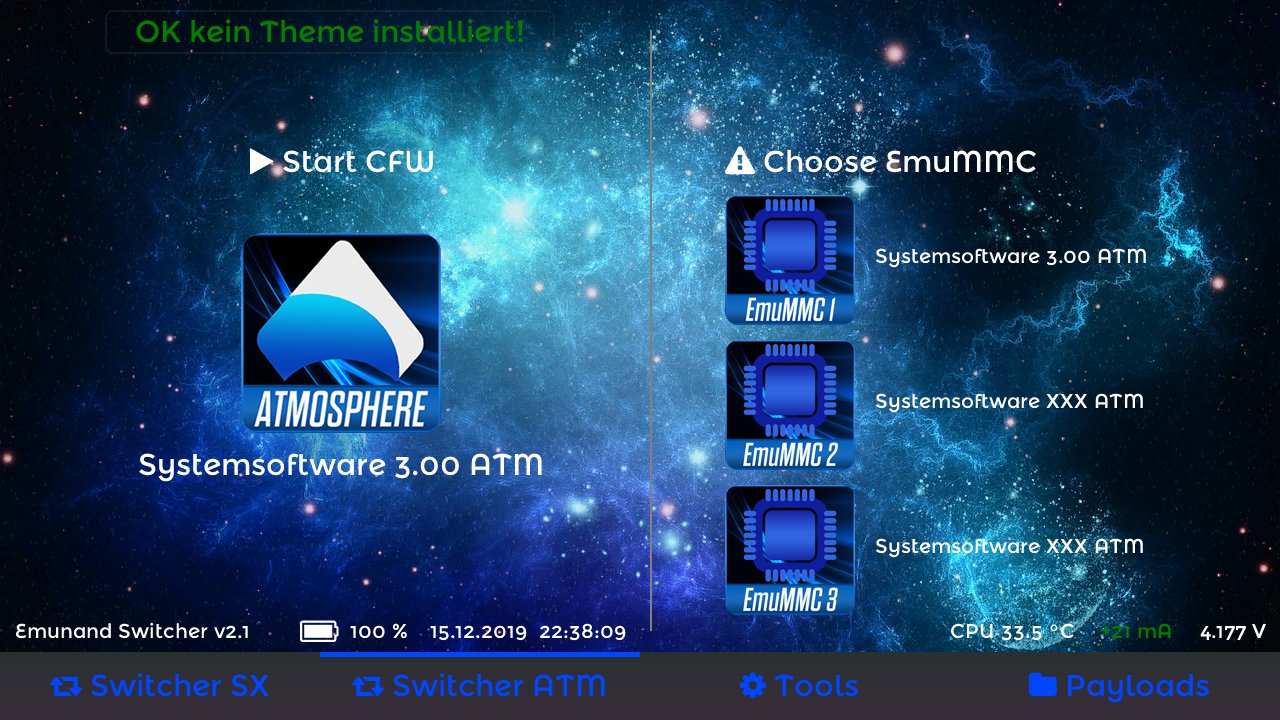 OK kein Theme installiert!
Start CFW
ATMOSPHERE
Systemsoftware 3.00 ATM
Choose EmuMMC
EmuMMC 1
Systemsoftware 3.00 ATM
EmuMMC 2
Systemsoftware XXX ATM
EmuMMC 3
Systemsoftware XXX ATM
Emunand Switcher v2.1 100 % 15.12.2019 22:38:09 CPU 33.5 °C +21 mA 4.177 V
Switcher SX Switcher ATM Tools Payloads